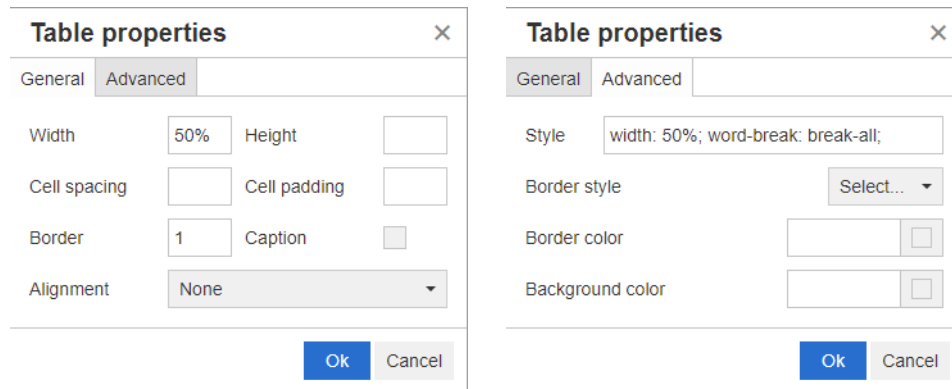 Table properties ×
General Advanced
Width 50% Height
Cell spacing Cell padding
Border 1 Caption
Alignment None
Ok Cancel
Table properties ×
General Advanced
Style width: 50%; word-break: break-all;
Border style Select...
Border color
Background color
Ok Cancel